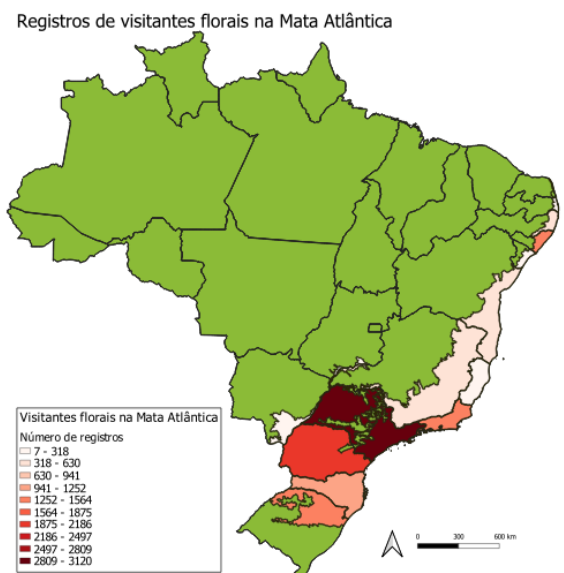 Registros de visitantes florais na Mata Atlântica
Visitantes florais na Mata Atlântica
Número de registros
7 - 318
318 - 630
630 - 941
941 - 1252
1252 - 1564
1564 - 1875
1875 - 2186
2186 - 2497
2497 - 2809
2809 - 3120
0 300 600 km